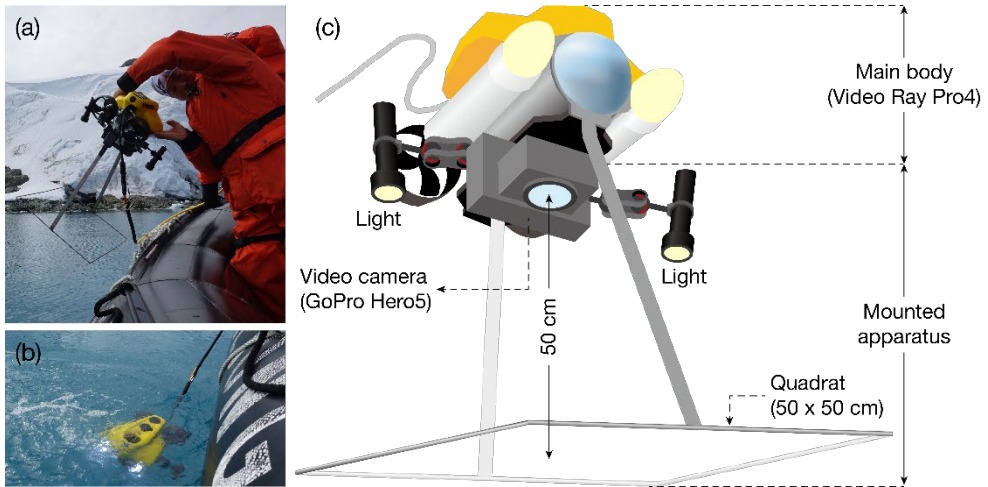 (a)
(b)
(c)
Main body
(Video Ray Pro4)
Light
Light
Video camera
(GoPro Hero5)
50 cm
Mounted
apparatus
Quadrat
(50 x 50 cm)